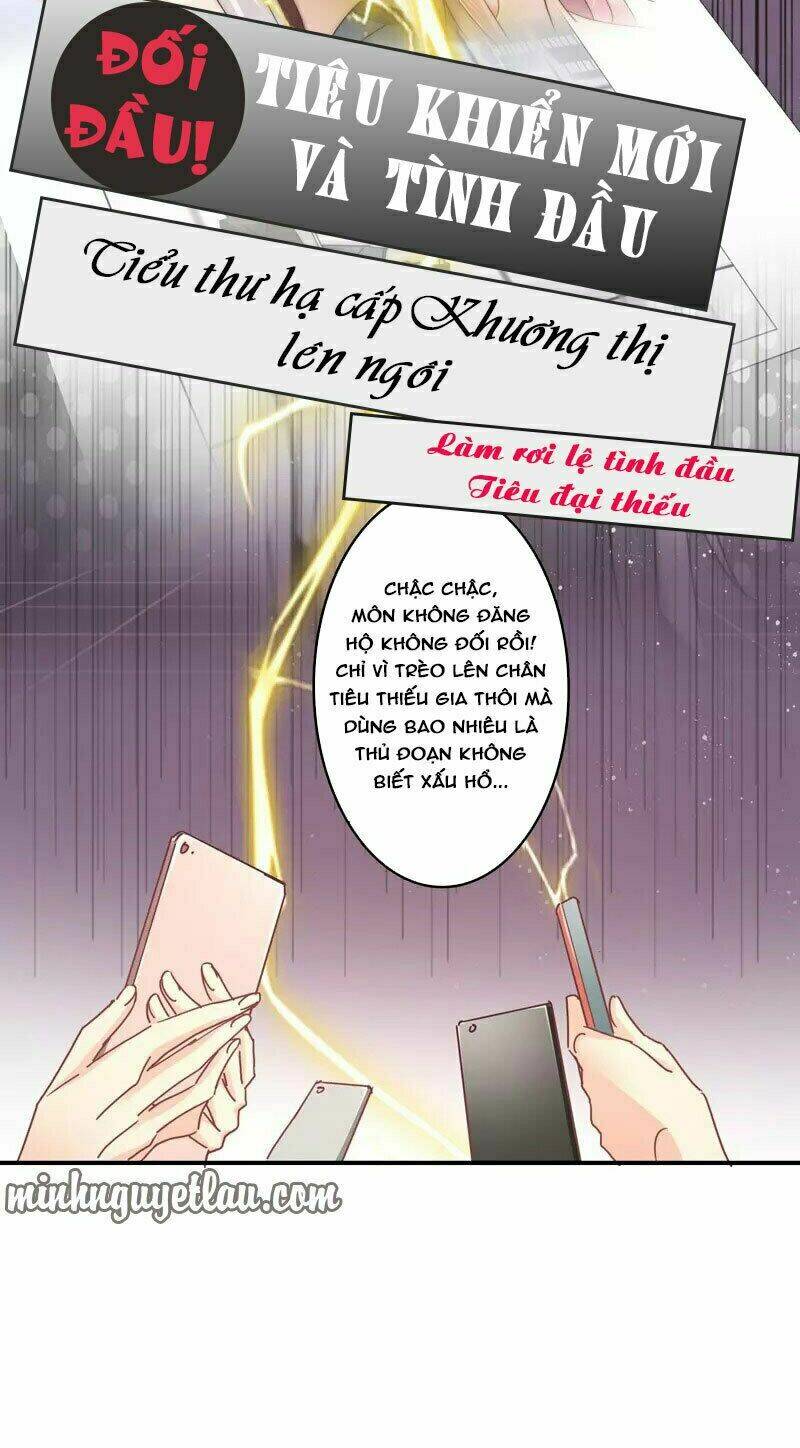 ĐỐI
ĐẦU!
TIÊU KHIỂN MỚI
VÀ TÌNH ĐẦU
Tiểu thư hạ cấp Khương thị
lên ngôi
Làm rơi lệ tình đầu
Tiêu đại thiếu
CHẬC CHẬC,
MÔN KHÔNG ĐĂNG
HỘ KHÔNG ĐỐI RỒI!
CHỈ VÌ TRÈO LÊN CHÂN
TIÊU THIẾU GIA THÔI MÀ
DÙNG BAO NHIÊU LÀ
THỦ ĐOẠN KHÔNG
BIẾT XẤU HỔ...
minhnguyetlau.com